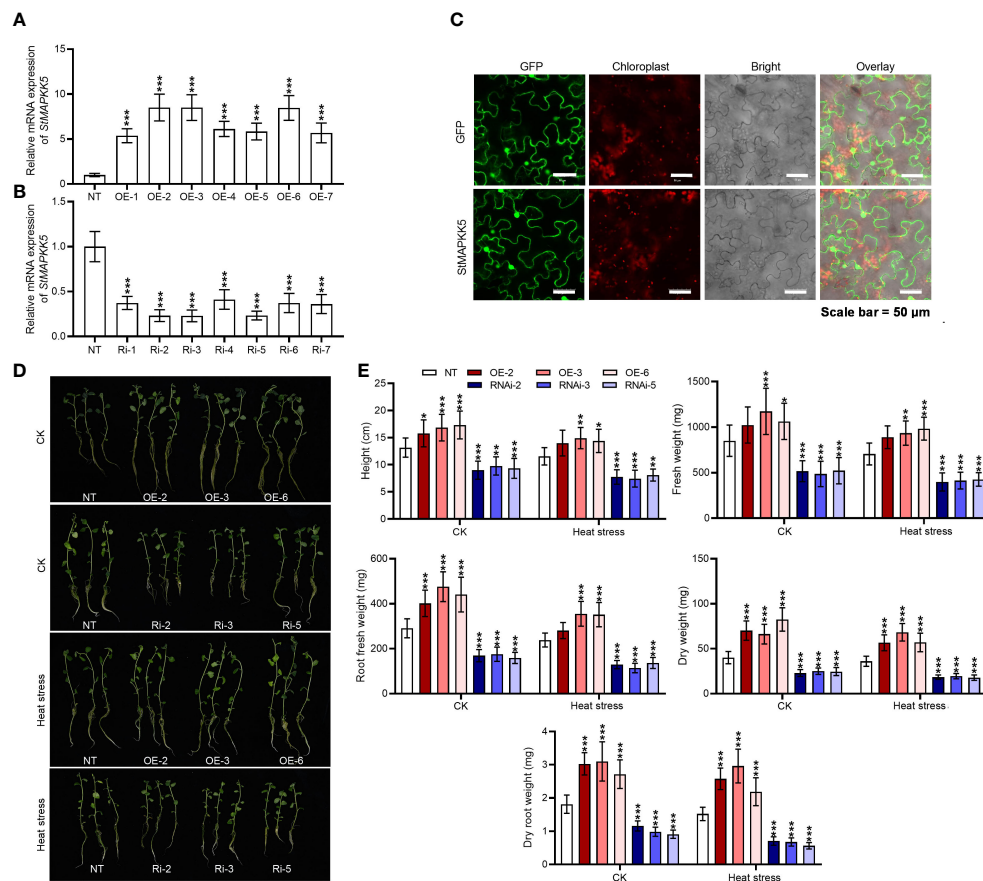 A
Relative mRNA expression
of StMAPKK5
15
10
5
0
*** *** *** *** *** *** ***
NT OE-1 OE-2 OE-3 OE-4 OE-5 OE-6 OE-7
B
Relative mRNA expression
of StMAPKK5
1.5
1.0
0.5
0.0
*** *** *** *** *** *** ***
NT Ri-1 Ri-2 Ri-3 Ri-4 Ri-5 Ri-6 Ri-7
C
GFP Chloroplast Bright Overlay
GFP
StMAPKK5
Scale bar = 50 µm
D
CK
NT OE-2 OE-3 OE-6
CK
NT Ri-2 Ri-3 Ri-5
Heat stress
NT OE-2 OE-3 OE-6
Heat stress
NT Ri-2 Ri-3 Ri-5
E
NT OE-2 OE-3 OE-6
RNAi-2 RNAi-3 RNAi-5
Height (cm)
25
20
15
10
5
0
* *** *** *** ** *** ** * *** *** **
CK Heat stress
Fresh weight (mg)
1500
1000
500
0
*** * *** *** *** ** *** *** *** ***
CK Heat stress
Root fresh weight (mg)
600
400
200
0
*** *** *** *** *** *** *** *** *** *** ***
CK Heat stress
Dry weight (mg)
150
100
50
0
*** *** *** *** *** *** *** *** *** *** *** ***
CK Heat stress
Dry root weight (mg)
4
3
2
1
0
*** *** *** *** *** *** *** *** *** *** *** ***
CK Heat stress